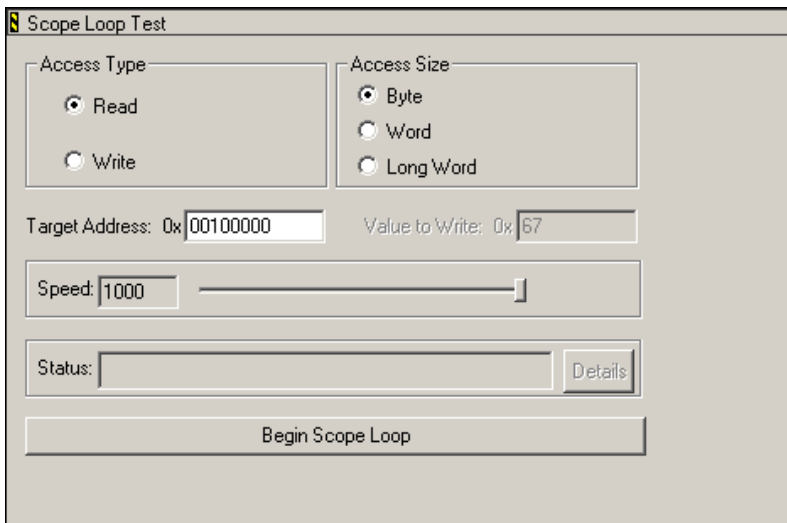 Scope Loop Test
Access Type
Read
Write
Access Size
Byte
Word
Long Word
Target Address: 0x 00100000
Value to Write: 0x 67
Speed: 1000
Status:
Details
Begin Scope Loop